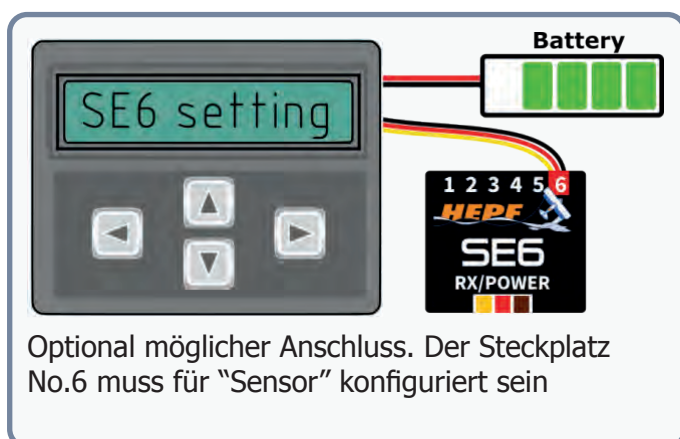 Battery
SE6 setting
1 2 3 4 5 6
HEPF
SE6
RX/POWER
Optional möglicher Anschluss. Der Steckplatz
No.6 muss für “Sensor” konfiguriert sein